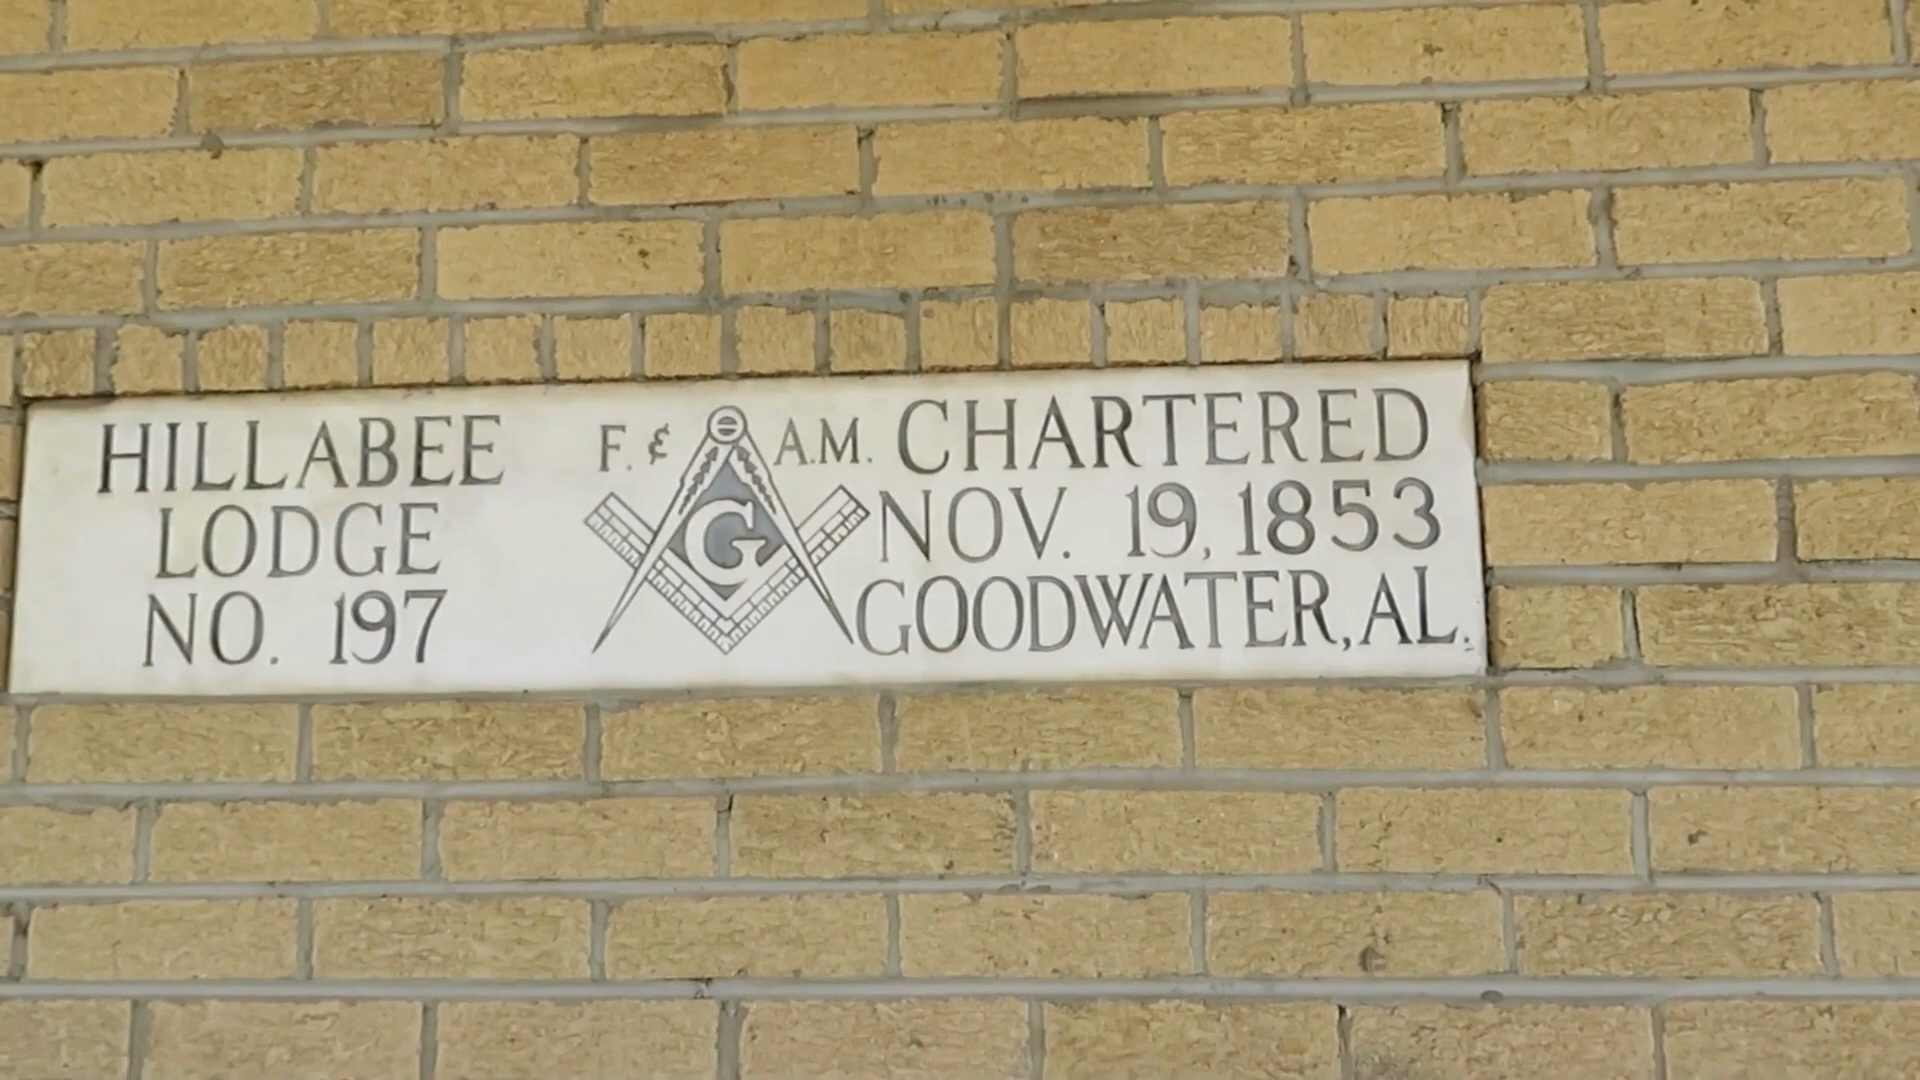 HILLABEE
LODGE
NO. 197
F. & A.M.
G
CHARTERED
NOV. 19, 1853
GOODWATER, AL.